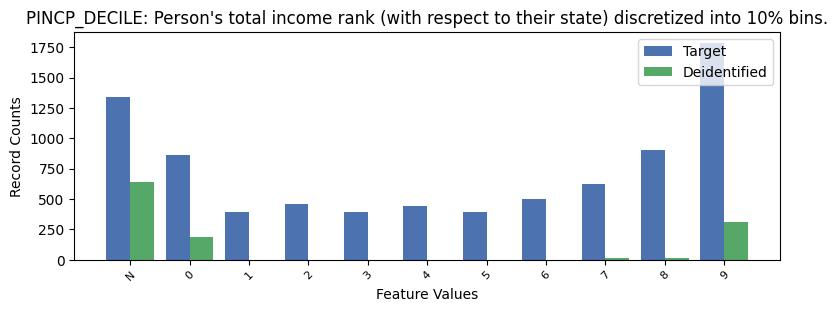 PINCP_DECILE: Person's total income rank (with respect to their state) discretized into 10% bins.
Target
Deidentified
Record Counts
1750
1500
1250
1000
750
500
250
0
N 0 1 2 3 4 5 6 7 8 9
Feature Values